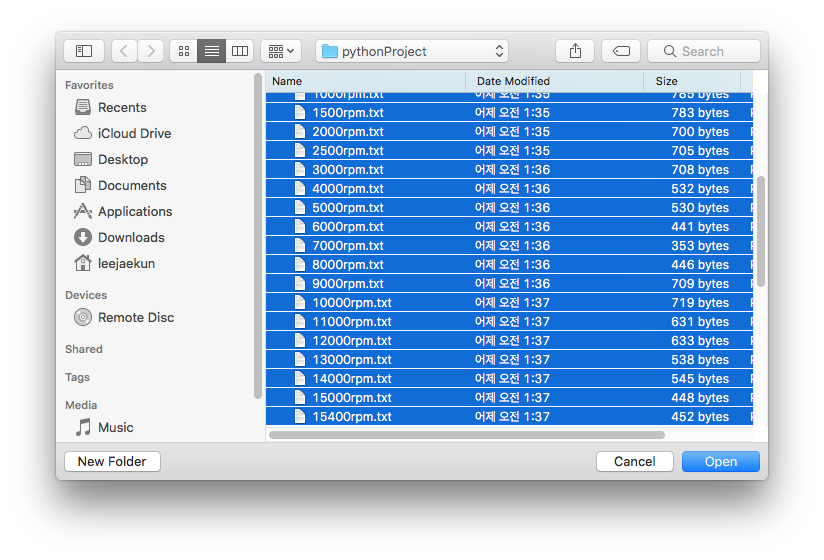 pythonProject
Search
Favorites
Recents
iCloud Drive
Desktop
Documents
Applications
Downloads
leejaekun
Devices
Remote Disc
Shared
Tags
Media
Music
Name Date Modified Size
1000rpm.txt 어제 오전 1:35 785 bytes
1500rpm.txt 어제 오전 1:35 783 bytes
2000rpm.txt 어제 오전 1:35 700 bytes
2500rpm.txt 어제 오전 1:35 705 bytes
3000rpm.txt 어제 오전 1:36 708 bytes
4000rpm.txt 어제 오전 1:36 532 bytes
5000rpm.txt 어제 오전 1:36 530 bytes
6000rpm.txt 어제 오전 1:36 441 bytes
7000rpm.txt 어제 오전 1:36 353 bytes
8000rpm.txt 어제 오전 1:36 446 bytes
9000rpm.txt 어제 오전 1:36 709 bytes
10000rpm.txt 어제 오전 1:37 719 bytes
11000rpm.txt 어제 오전 1:37 631 bytes
12000rpm.txt 어제 오전 1:37 633 bytes
13000rpm.txt 어제 오전 1:37 538 bytes
14000rpm.txt 어제 오전 1:37 545 bytes
15000rpm.txt 어제 오전 1:37 448 bytes
15400rpm.txt 어제 오전 1:37 452 bytes
New Folder
Cancel
Open